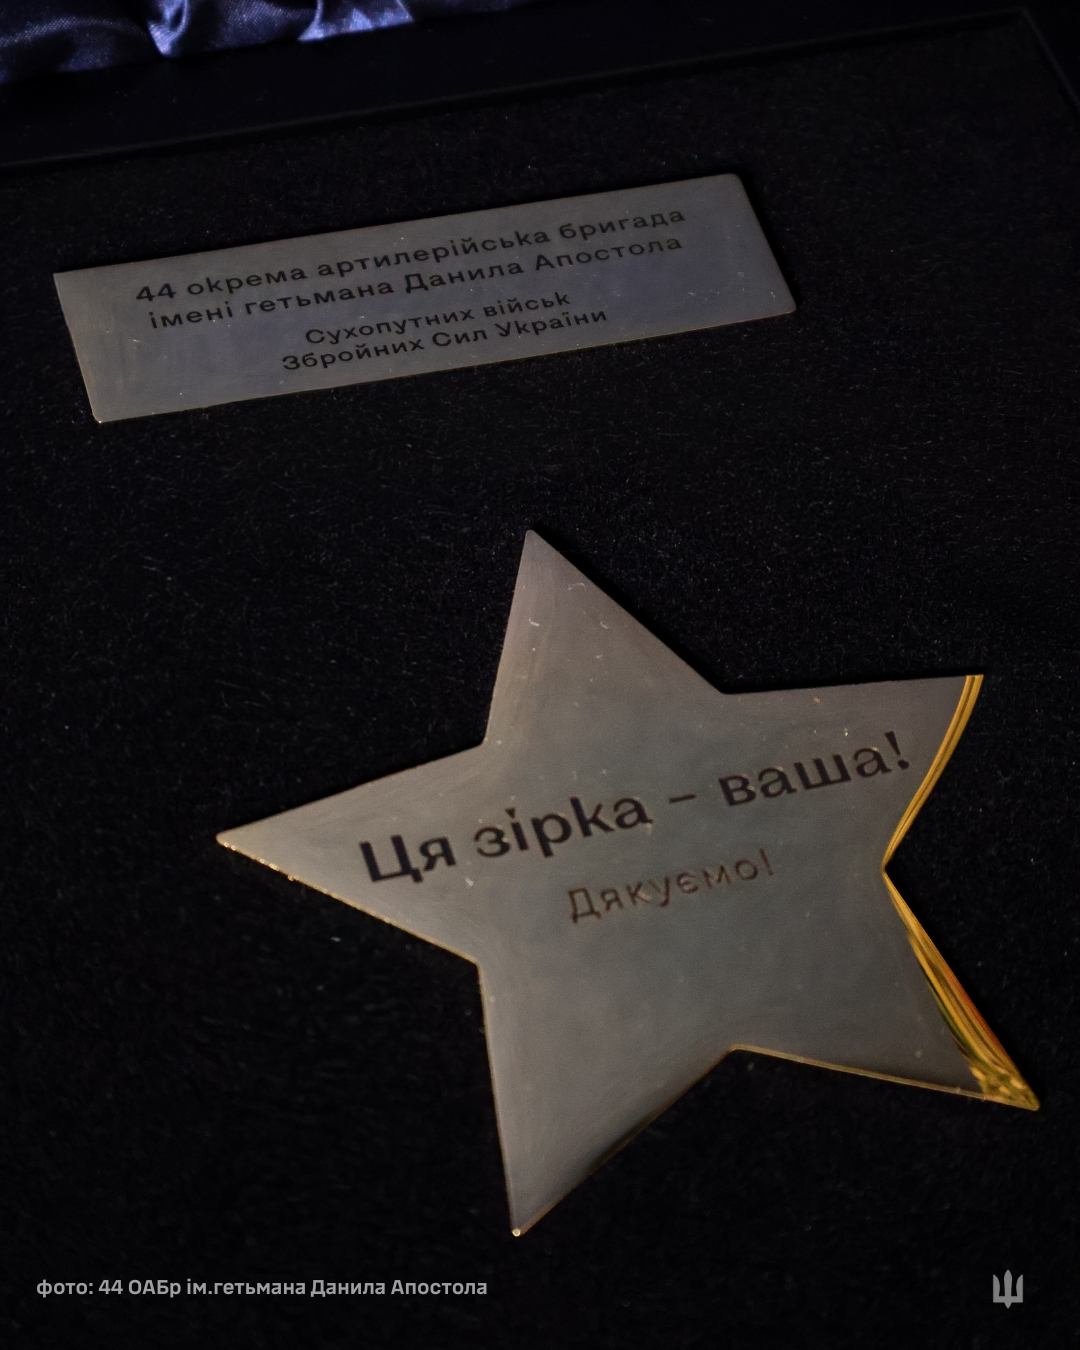 44 окрема артилерійська бригада
імені гетьмана Данила Апостола
Сухопутних військ
Збройних Сил України
Ця зірка – ваша!
Дякуємо!
фото: 44 ОАБр ім.гетьмана Данила Апостола